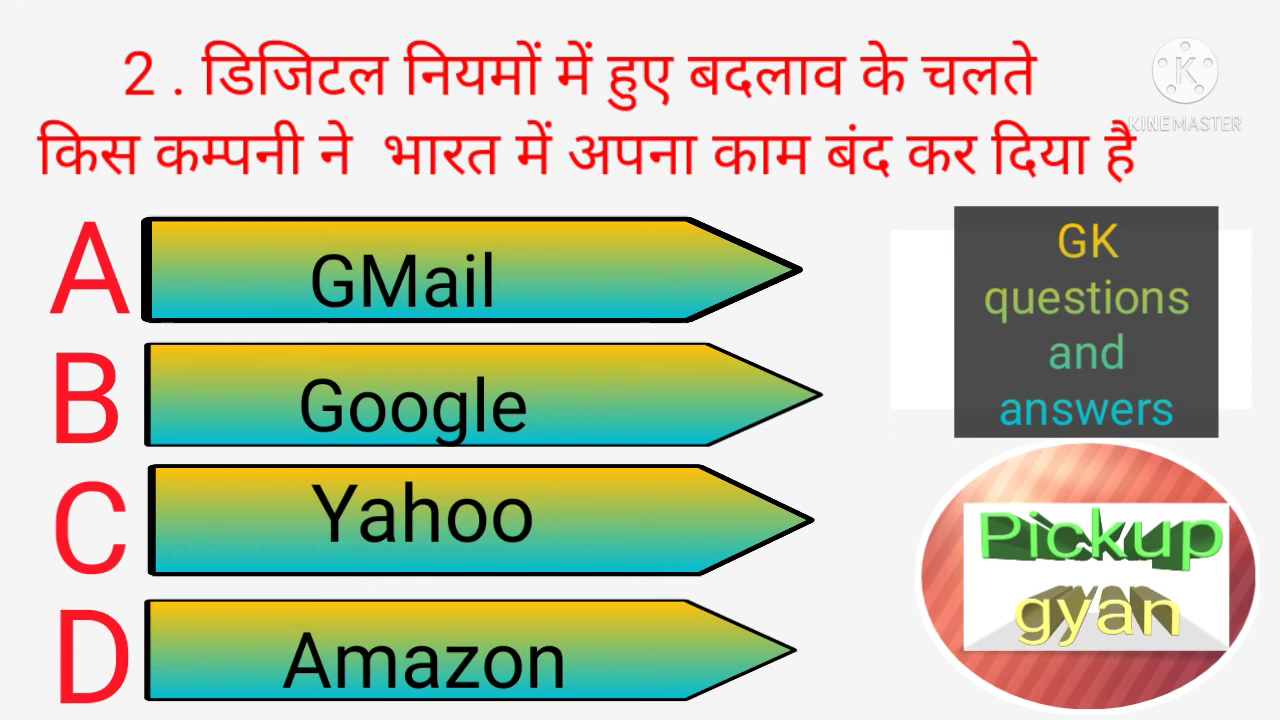 2 . डिजिटल नियमों में हुए बदलाव के चलते
किस कम्पनी ने भारत में अपना काम बंद कर दिया है
KINEMASTER
A GMail
B Google
C Yahoo
D Amazon
GK
questions
and
answers
Pickup
gyan